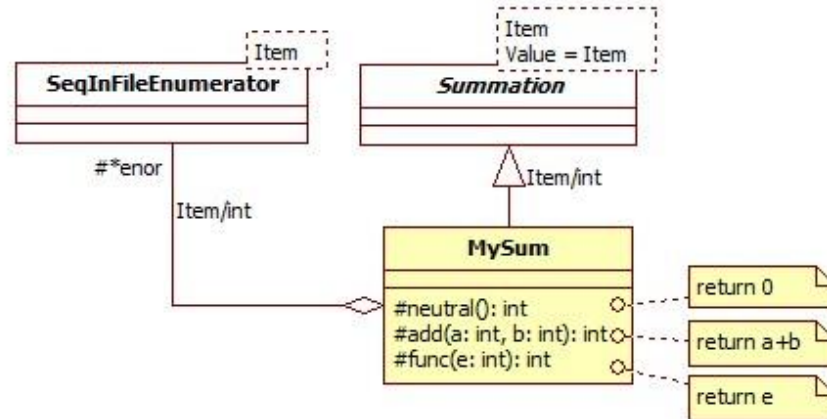 Item
SeqInFileEnumerator
Item
Value = Item
Summation
#*enor
Item/int
Item/int
MySum
#neutral(): int
#add(a: int, b: int): int
#func(e: int): int
return 0
return a+b
return e